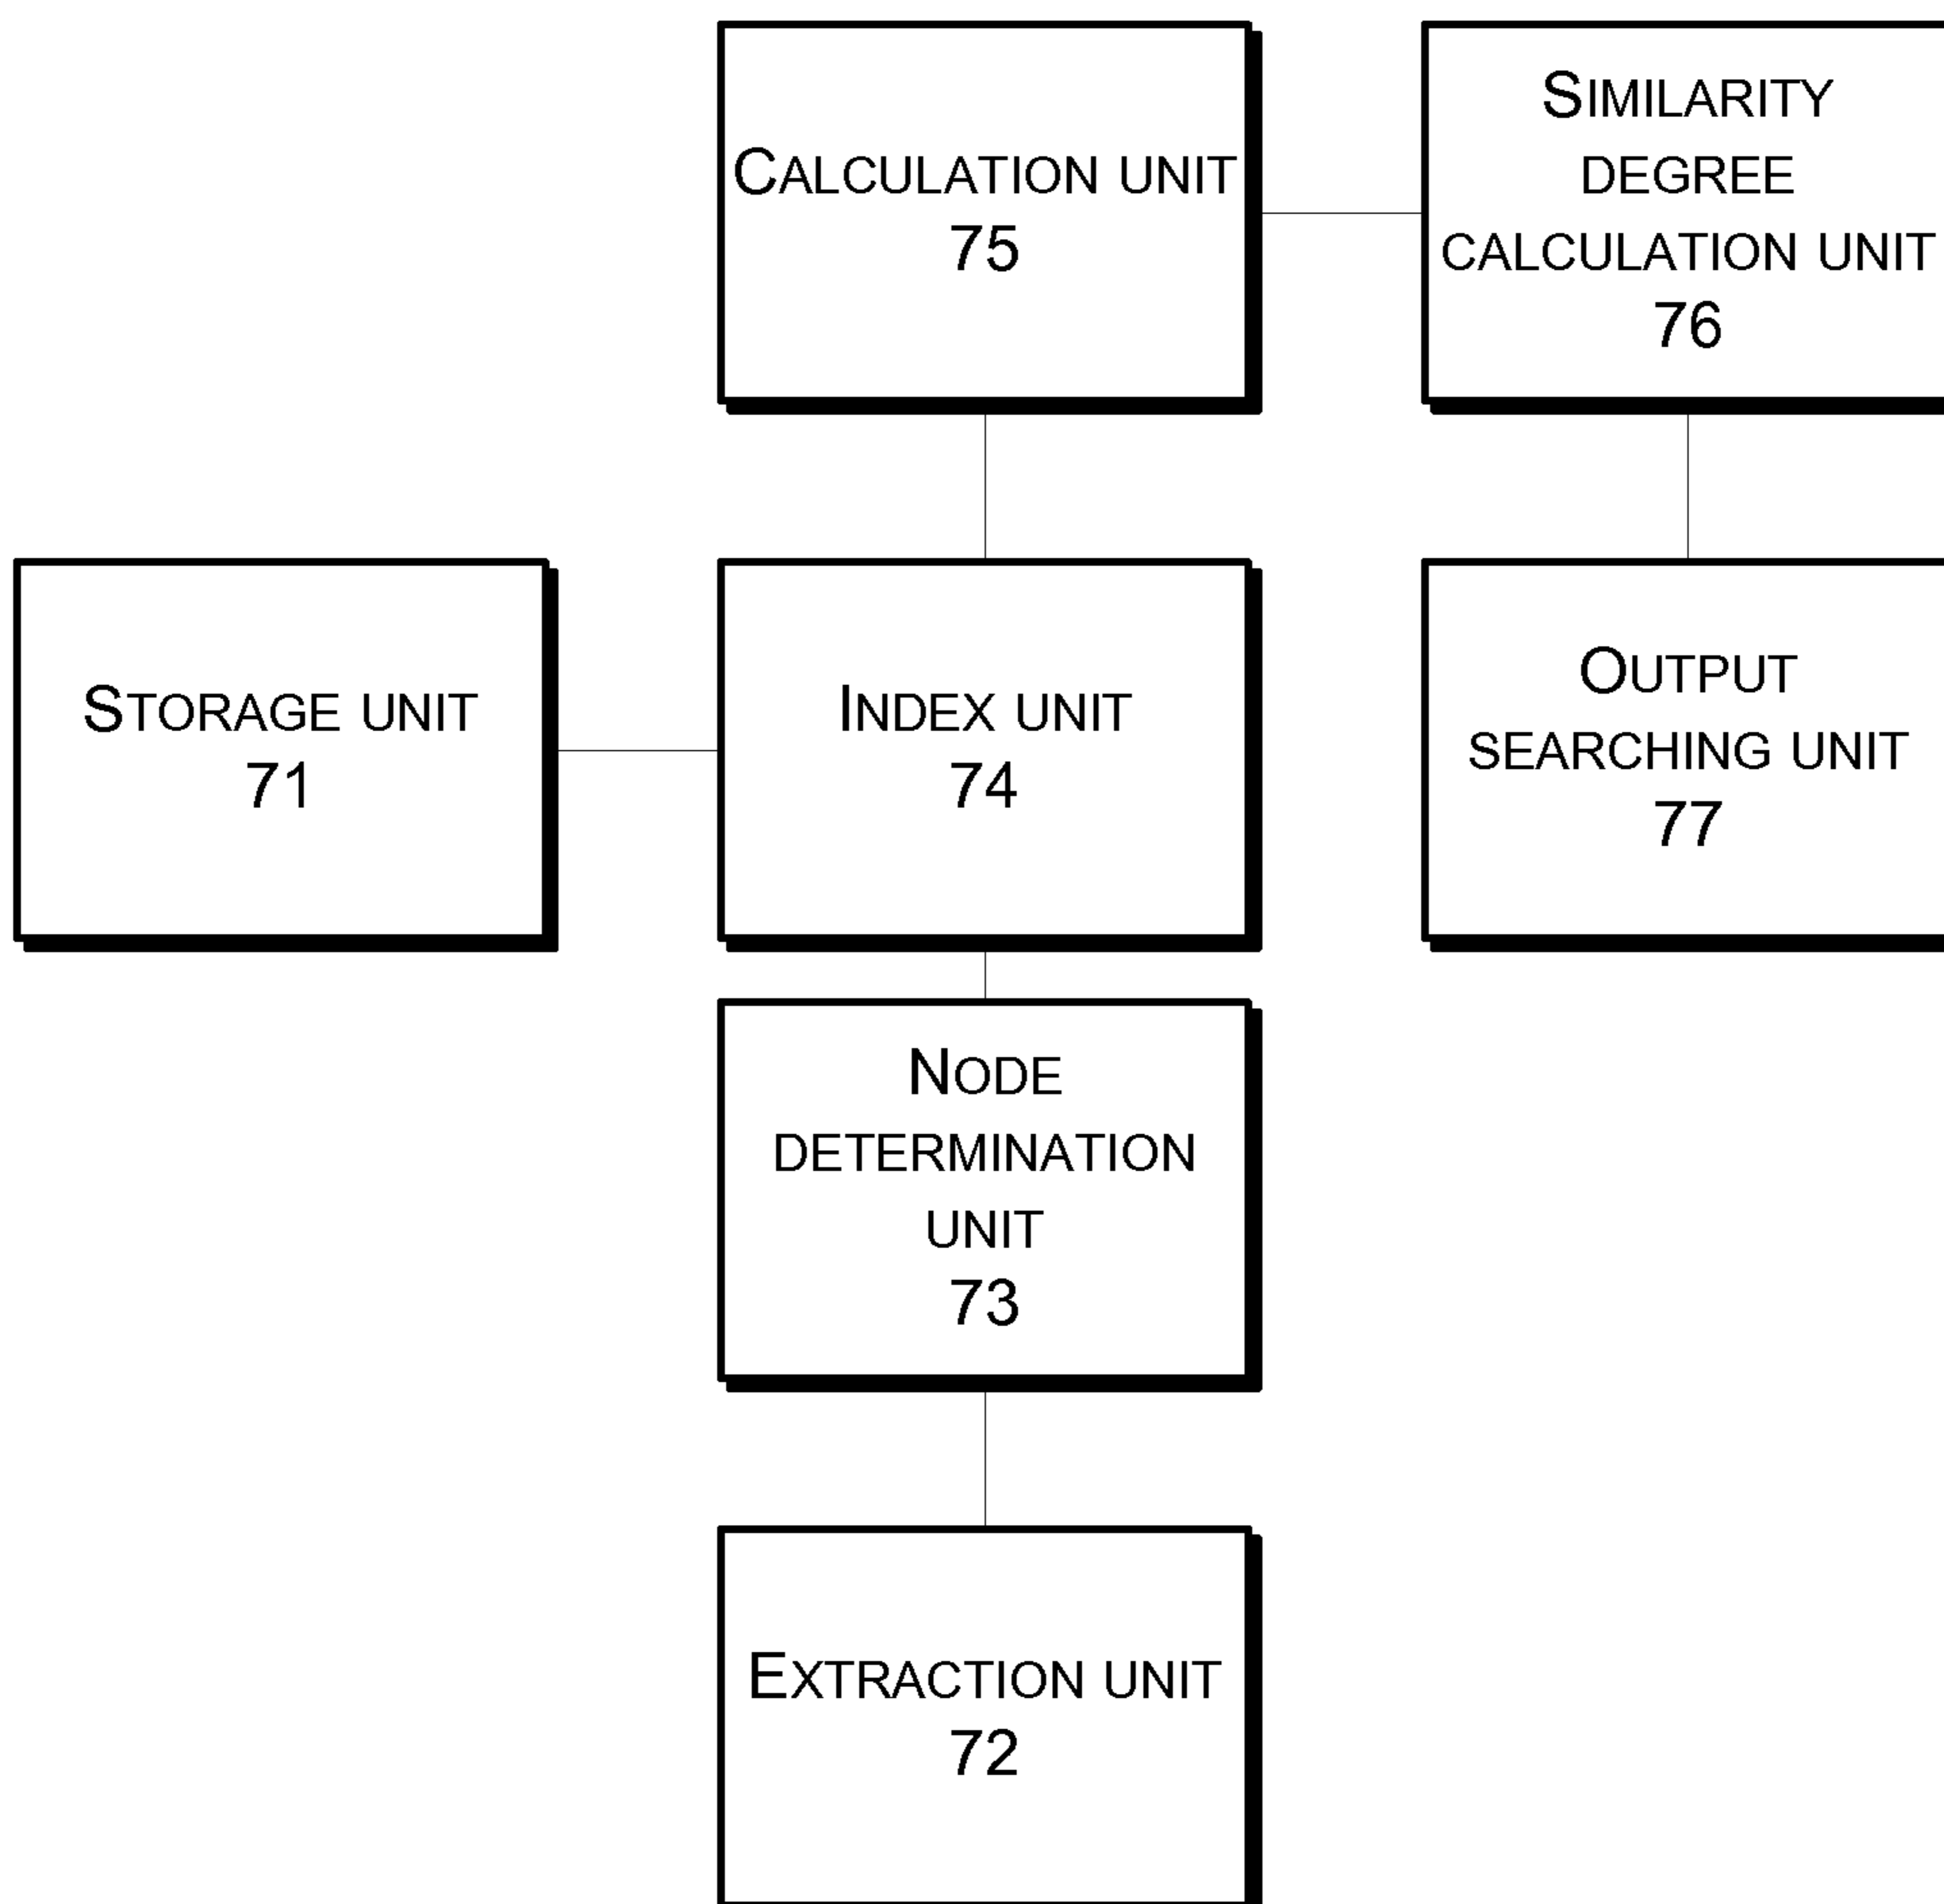 CALCULATION UNIT
75
SIMILARITY
DEGREE
CALCULATION UNIT
76
STORAGE UNIT
71
INDEX UNIT
74
OUTPUT
SEARCHING UNIT
77
NODE
DETERMINATION
UNIT
73
EXTRACTION UNIT
72